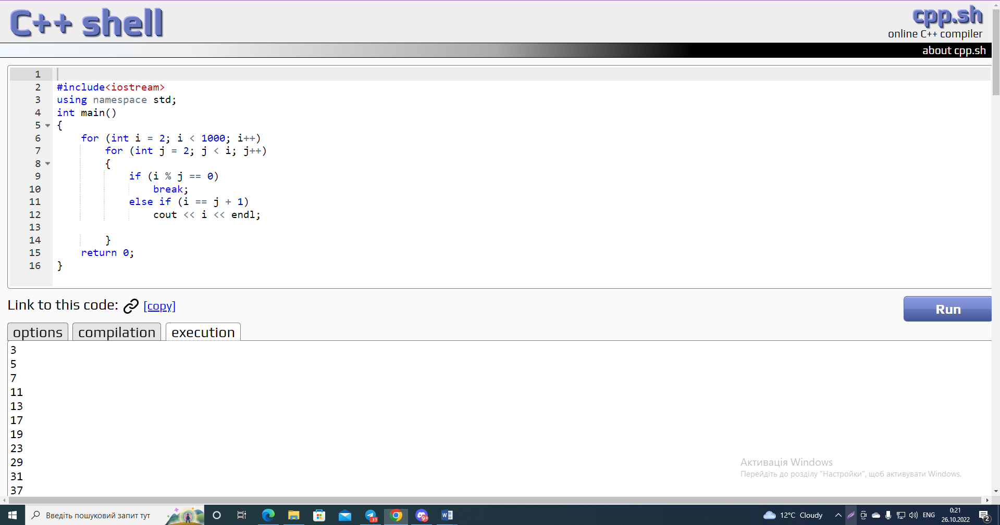 C++ shell
cpp.sh
online C++ compiler
about cpp.sh
1
2 #include<iostream>
3 using namespace std;
4 int main()
5 {
6     for (int i = 2; i < 1000; i++)
7         for (int j = 2; j < i; j++)
8         {
9             if (i % j == 0)
10                 break;
11             else if (i == j + 1)
12                 cout << i << endl;
13
14         }
15     return 0;
16 }
Link to this code: [copy]
Run
options compilation execution
3
5
7
11
13
17
19
23
29
31
37
Активація Windows
Перейдіть до розділу "Настройки", щоб активувати Windows.
Введіть пошуковий запит тут
33
9+
W
12°C Cloudy
ENG
0:21
26.10.2022
2